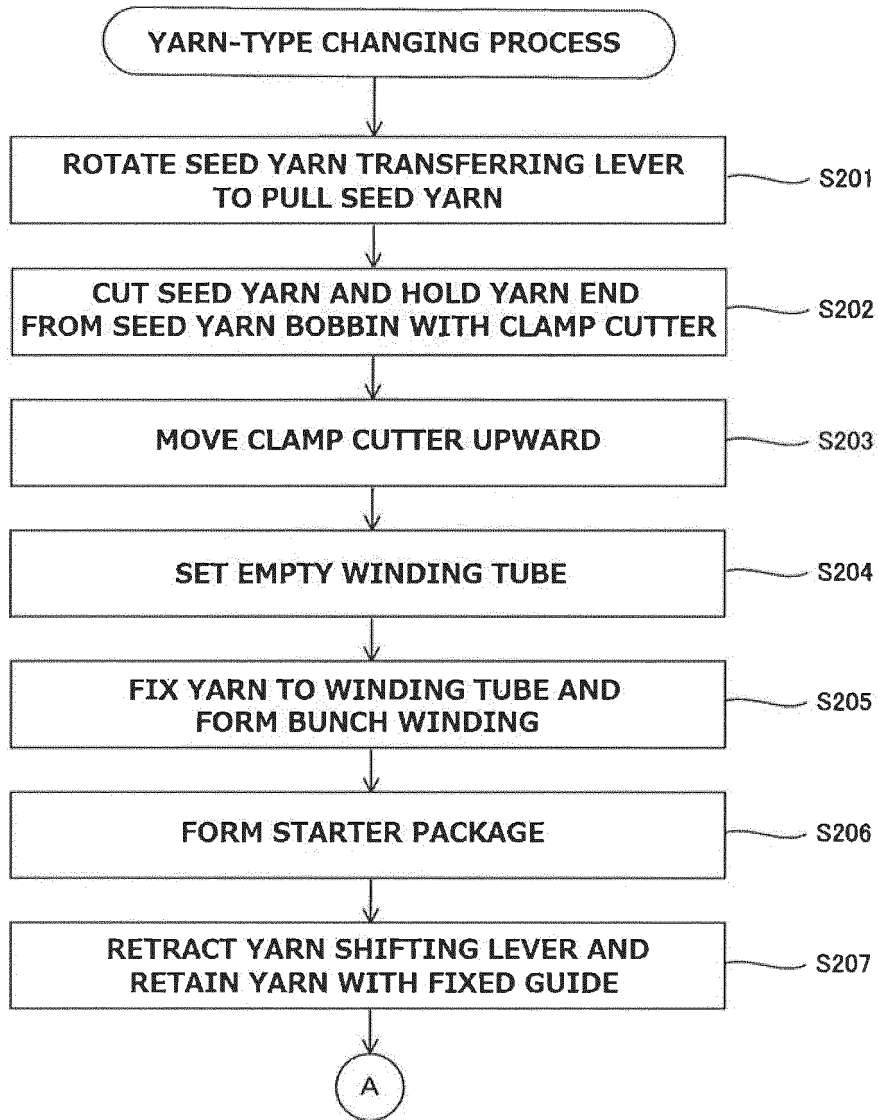 YARN-TYPE CHANGING PROCESS
ROTATE SEED YARN TRANSFERRING LEVER
TO PULL SEED YARN
S201
CUT SEED YARN AND HOLD YARN END
FROM SEED YARN BOBBIN WITH CLAMP CUTTER
S202
MOVE CLAMP CUTTER UPWARD
S203
SET EMPTY WINDING TUBE
S204
FIX YARN TO WINDING TUBE AND
FORM BUNCH WINDING
S205
FORM STARTER PACKAGE
S206
RETRACT YARN SHIFTING LEVER AND
RETAIN YARN WITH FIXED GUIDE
S207
A